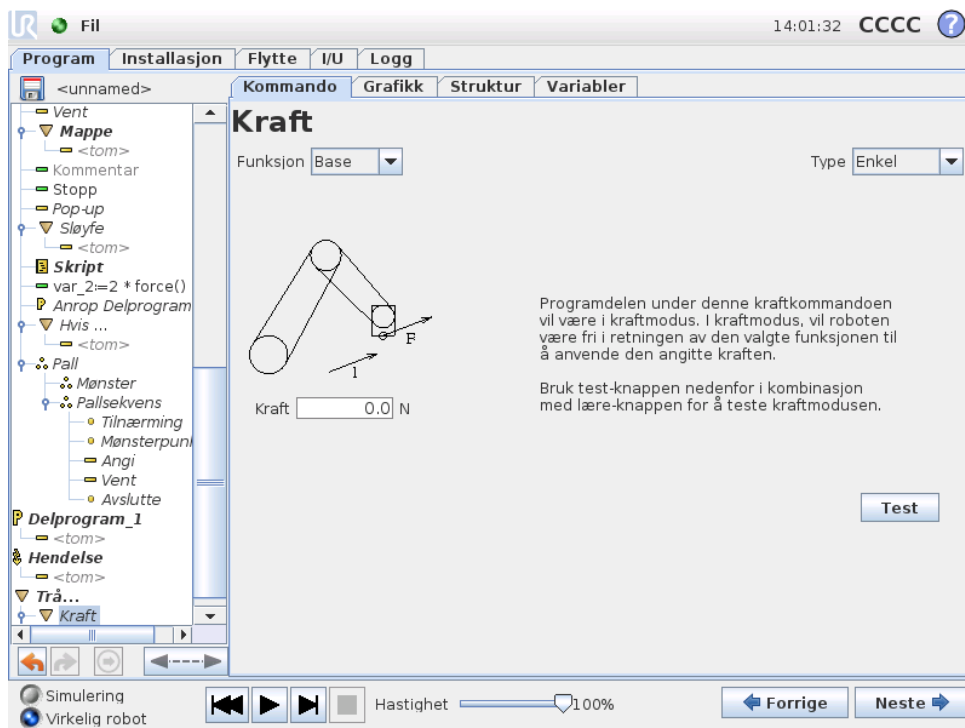 UR Fil 14:01:32 CCCC ?
Program Installasjon Flytte I/U Logg
<unnamed>
Kommando Grafikk Struktur Variabler
Vent
Mappe
<tom>
Kommentar
Stopp
Pop-up
Sløyfe
<tom>
Skript
var_2:=2 * force()
P Anrop Delprogram
Hvis ...
<tom>
Pall
Mønster
Pallsekvens
Tilnærming
Mønsterpunl
Angi
Vent
Avslutte
P Delprogram_1
<tom>
Hendelse
<tom>
Trå...
Kraft
Kraft
Funksjon Base
Type Enkel
F
I
Kraft 0.0 N
Programdelen under denne kraftkommandoen
vil være i kraftmodus. I kraftmodus, vil roboten
være fri i retningen av den valgte funksjonen til
å anvende den angitte kraften.
Bruk test-knappen nedenfor i kombinasjon
med lære-knappen for å teste kraftmodusen.
Test
Simulering
Virkelig robot
Hastighet 100%
Forrige Neste